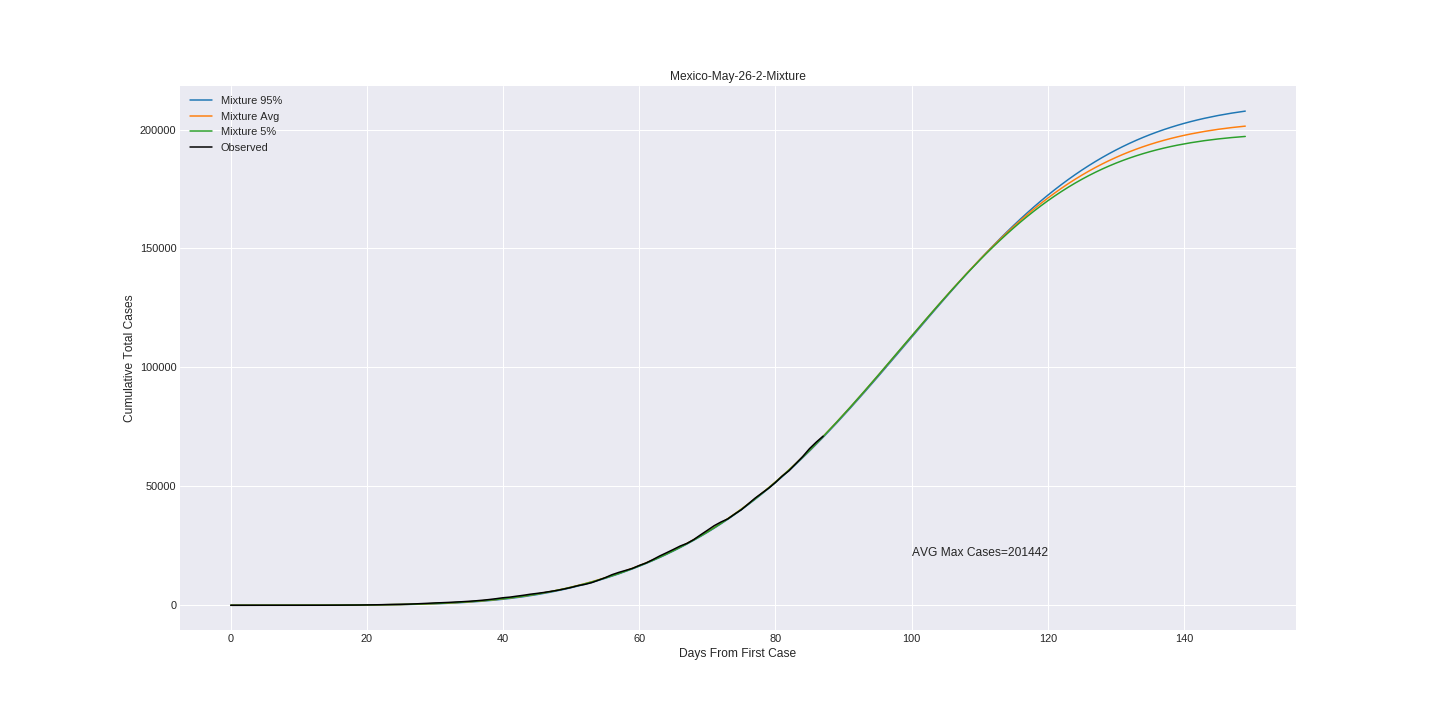 Mexico-May-26-2-Mixture
Mixture 95%
Mixture Avg
Mixture 5%
Observed
200000
150000
100000
50000
0
Cumulative Total Cases
AVG Max Cases=201442
0 20 40 60 80 100 120 140
Days From First Case